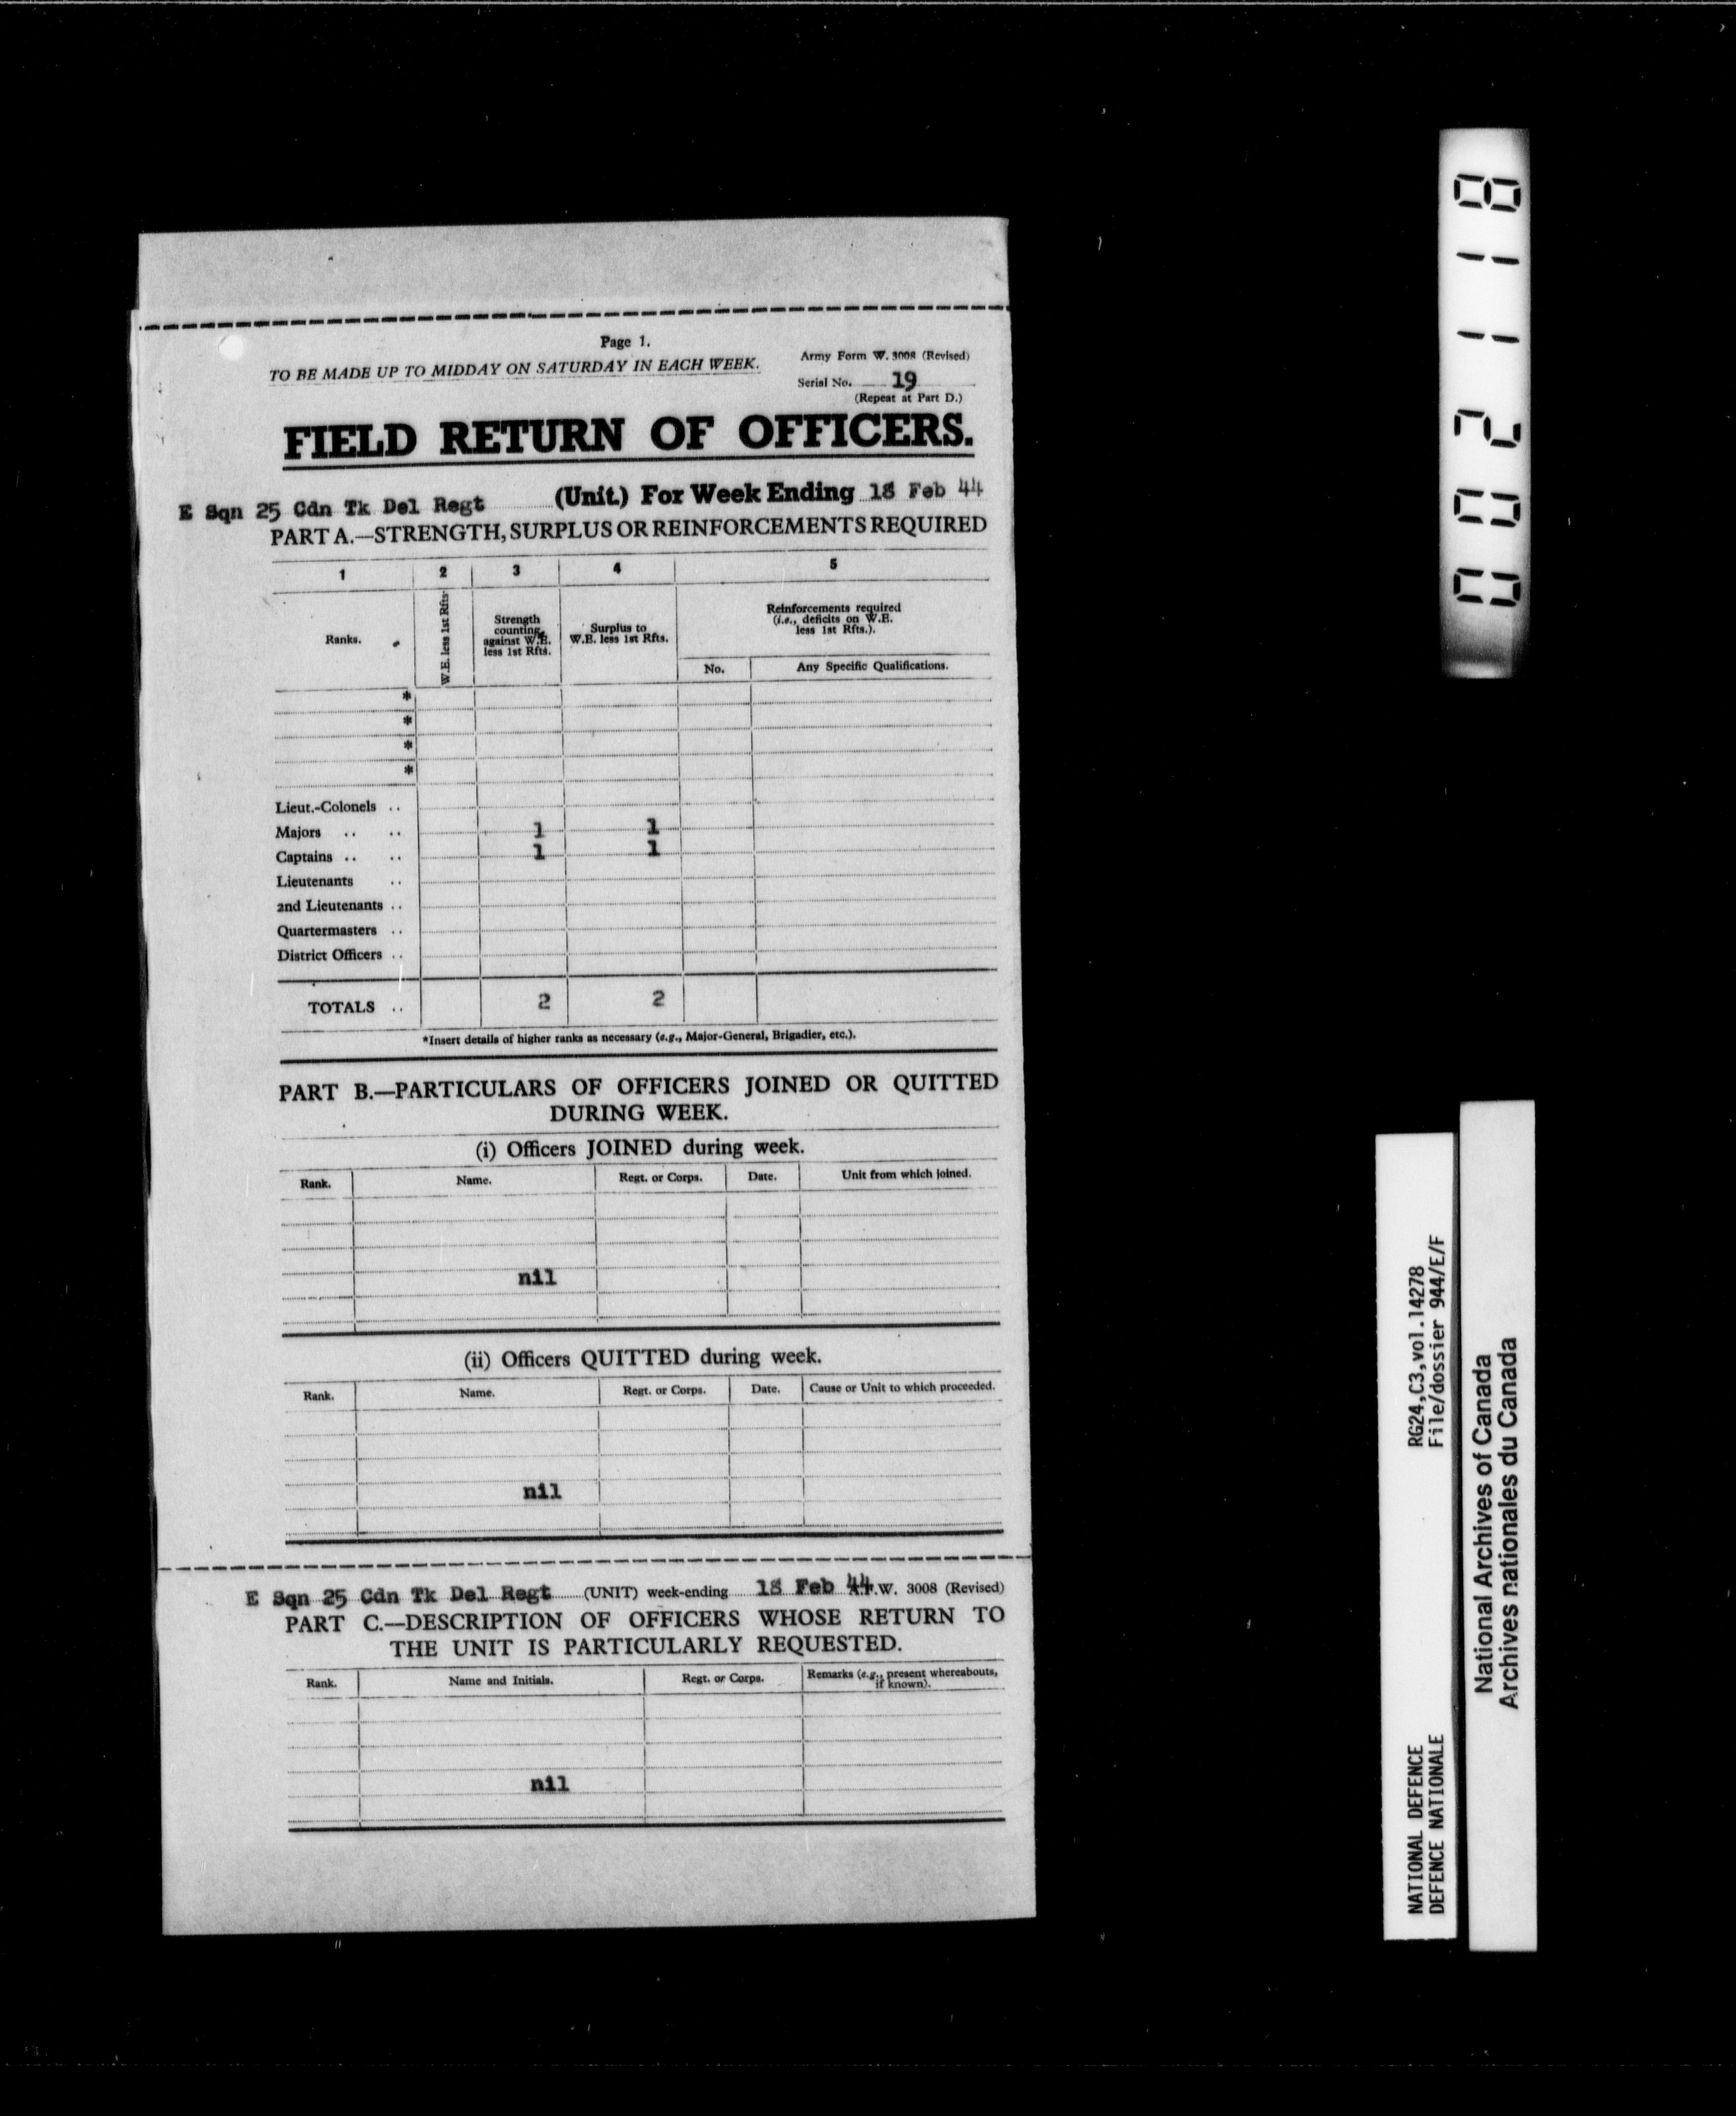 Page 1.
TO BE MADE UP TO MIDDAY ON SATURDAY IN EACH WEEK.
Army Form W. 3008 (Revised)
Serial No. 19
(Repeat at Part D.)
FIELD RETURN OF OFFICERS.
E Sqn 25 Cdn Tk Del Regt (Unit.) For Week Ending 18 Feb 44
PART A.—STRENGTH, SURPLUS OR REINFORCEMENTS REQUIRED
1 2 3 4 5
Ranks.
W.E. less 1st Rfts.
Strength
counting
against W.E.
less 1st Rfts.
Surplus to
W.E. less 1st Rfts.
Reinforcements required
(i.e., deficits on W.E.
less 1st Rfts.).
No. Any Specific Qualifications.
*
*
*
*
Lieut.-Colonels ..
Majors .. .. 1 1
Captains .. .. 1 1
Lieutenants ..
2nd Lieutenants ..
Quartermasters ..
District Officers ..
TOTALS .. 2 2
*Insert details of higher ranks as necessary (e.g., Major-General, Brigadier, etc.).
PART B.—PARTICULARS OF OFFICERS JOINED OR QUITTED
DURING WEEK.
(i) Officers JOINED during week.
Rank. Name. Regt. or Corps. Date. Unit from which joined.
nil
(ii) Officers QUITTED during week.
Rank. Name. Regt. or Corps. Date. Cause or Unit to which proceeded.
nil
E Sqn 25 Cdn Tk Del Regt (UNIT) week-ending 18 Feb 44 A.F.W. 3008 (Revised)
PART C.—DESCRIPTION OF OFFICERS WHOSE RETURN TO
THE UNIT IS PARTICULARLY REQUESTED.
Rank. Name and Initials. Regt. or Corps. Remarks (e.g., present whereabouts,
if known).
nil
002118
NATIONAL DEFENCE RG24,C3,vol.14278
DEFENCE NATIONALE File/dossier 944/E/F
National Archives of Canada
Archives nationales du Canada